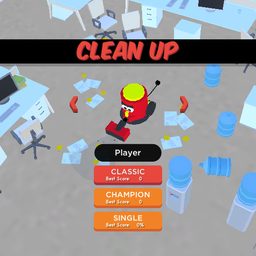 CLEAN UP
Player
CLASSIC
Best Score 0
CHAMPION
Best Score 0
SINGLE
Best Score 0%